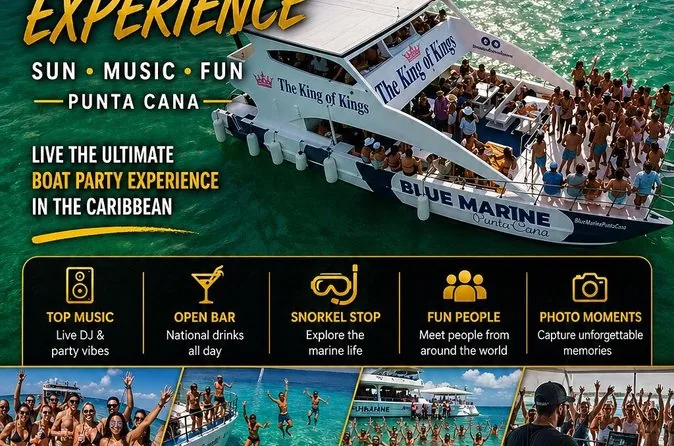 EXPERIENCE
SUN • MUSIC • FUN
PUNTA CANA
LIVE THE ULTIMATE
BOAT PARTY EXPERIENCE
IN THE CARIBBEAN
The King of Kings
The King of Kings
BLUE MARINE
Punta Cana
BlueMarinePuntaCana
TOP MUSIC
Live DJ &
party vibes
OPEN BAR
National drinks
all day
SNORKEL STOP
Explore the
marine life
FUN PEOPLE
Meet people from
around the world
PHOTO MOMENTS
Capture unforgettable
memories